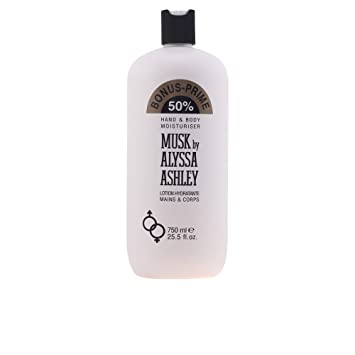 BONUS-PRIME
50%
HAND & BODY
MOISTURISER
MUSK by
ALYSSA
ASHLEY
LOTION HYDRATANTE
MAINS & CORPS
750 ml ℮
25.5 fl. oz.